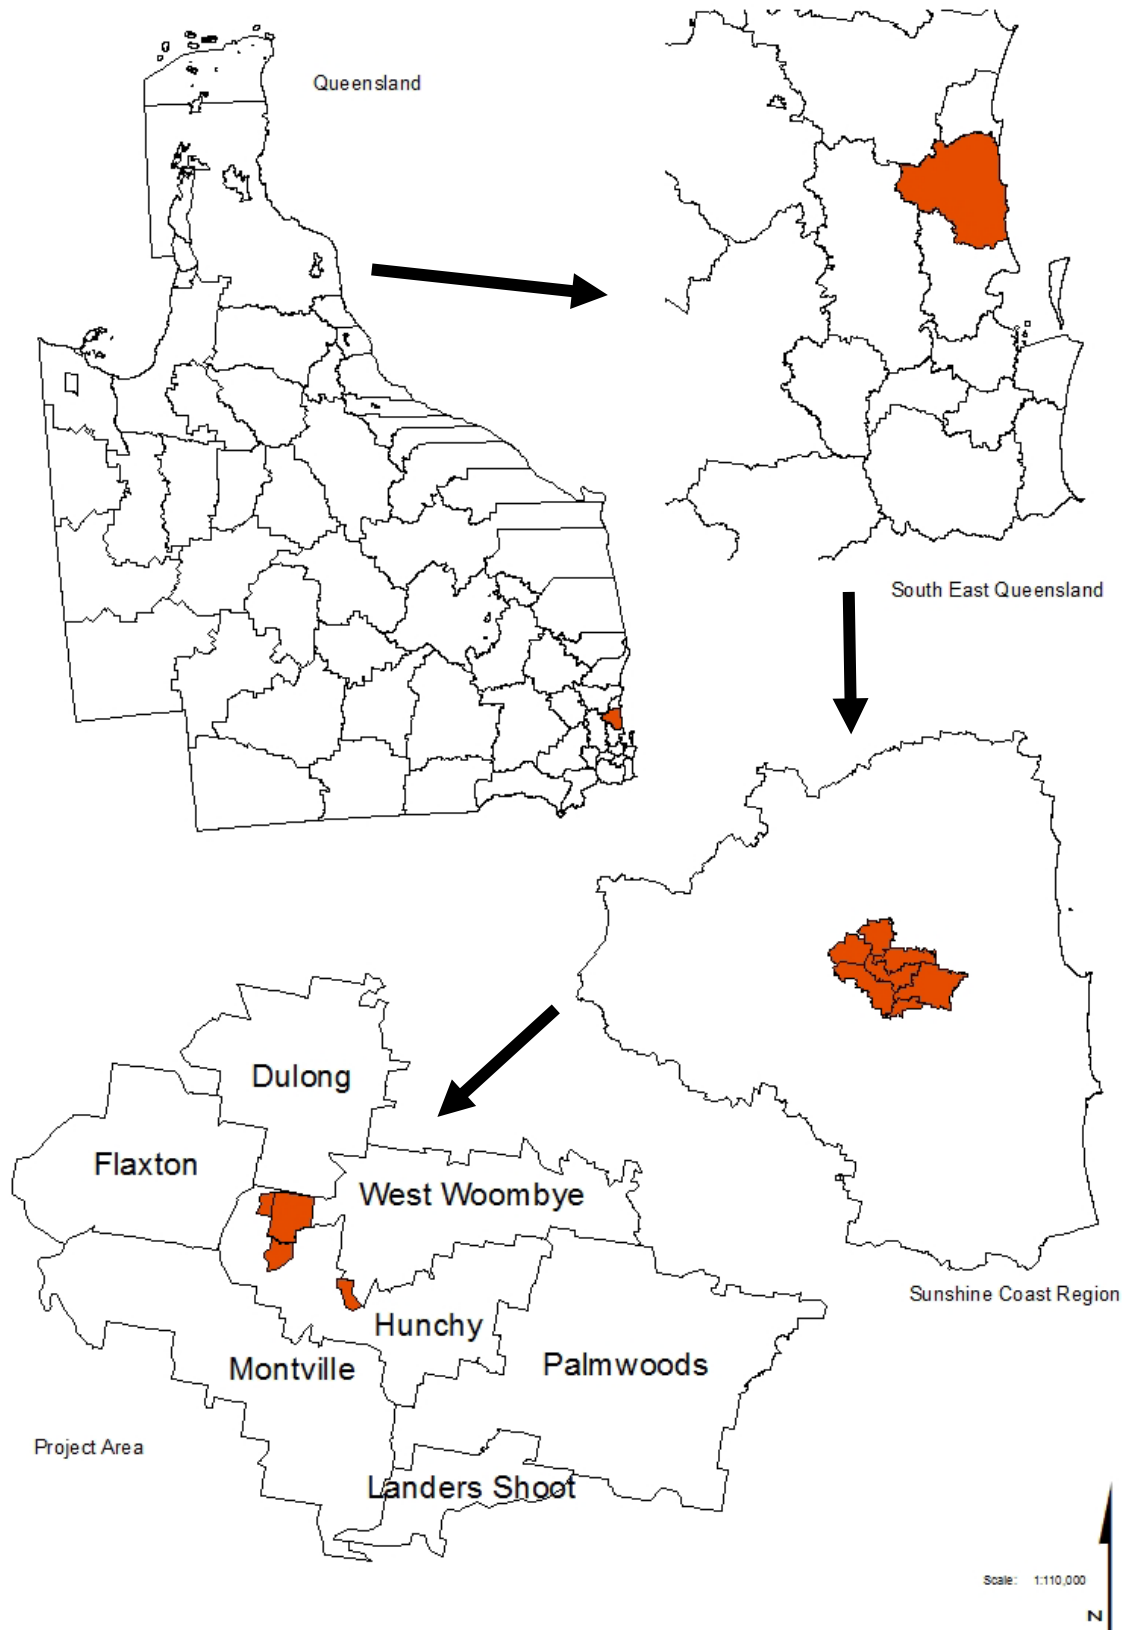 Queensland
South East Queensland
Sunshine Coast Region
Dulong
Flaxton
West Woombye
Hunchy
Montville
Palmwoods
Project Area
Landers Shoot
Scale: 1:110,000
N